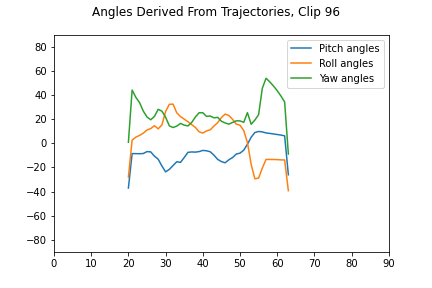 Angles Derived From Trajectories, Clip 96
Pitch angles
Roll angles
Yaw angles
80
60
40
20
0
−20
−40
−60
−80
0 10 20 30 40 50 60 70 80 90